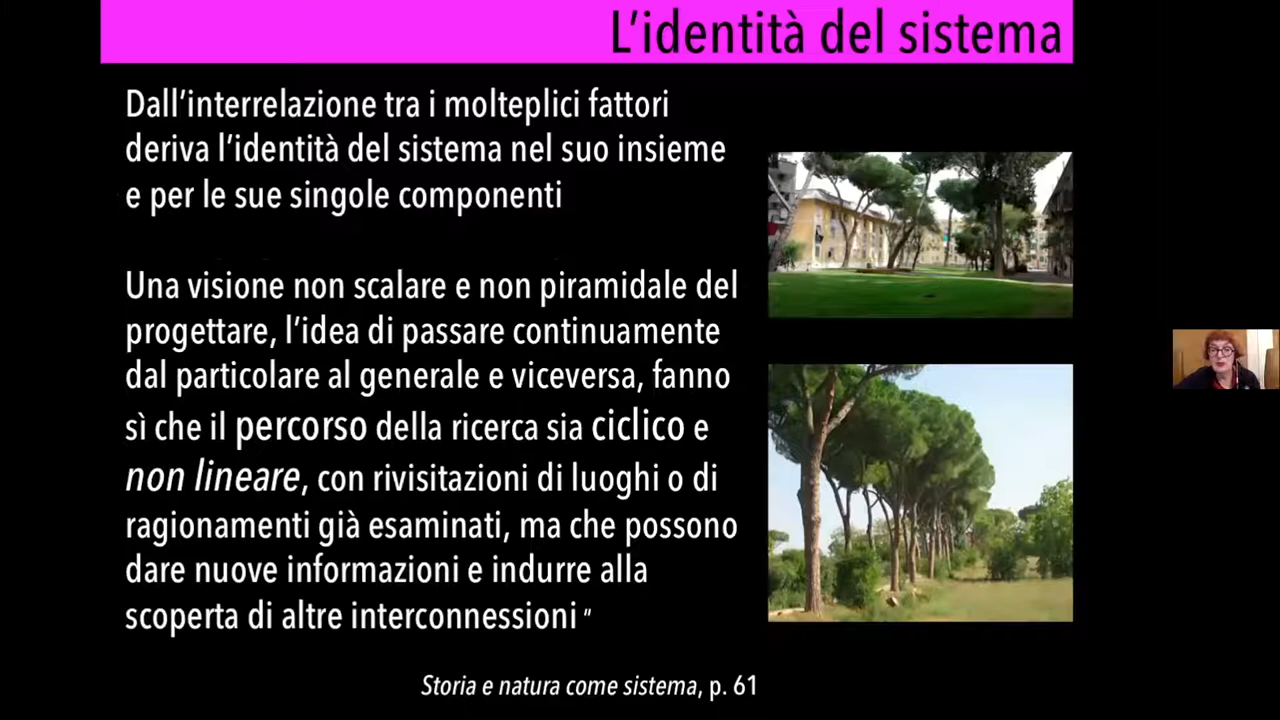 L’identità del sistema
Dall’interrelazione tra i molteplici fattori
deriva l’identità del sistema nel suo insieme
e per le sue singole componenti
Una visione non scalare e non piramidale del
progettare, l’idea di passare continuamente
dal particolare al generale e viceversa, fanno
sì che il percorso della ricerca sia ciclico e
non lineare, con rivisitazioni di luoghi o di
ragionamenti già esaminati, ma che possono
dare nuove informazioni e indurre alla
scoperta di altre interconnessioni “
Storia e natura come sistema, p. 61